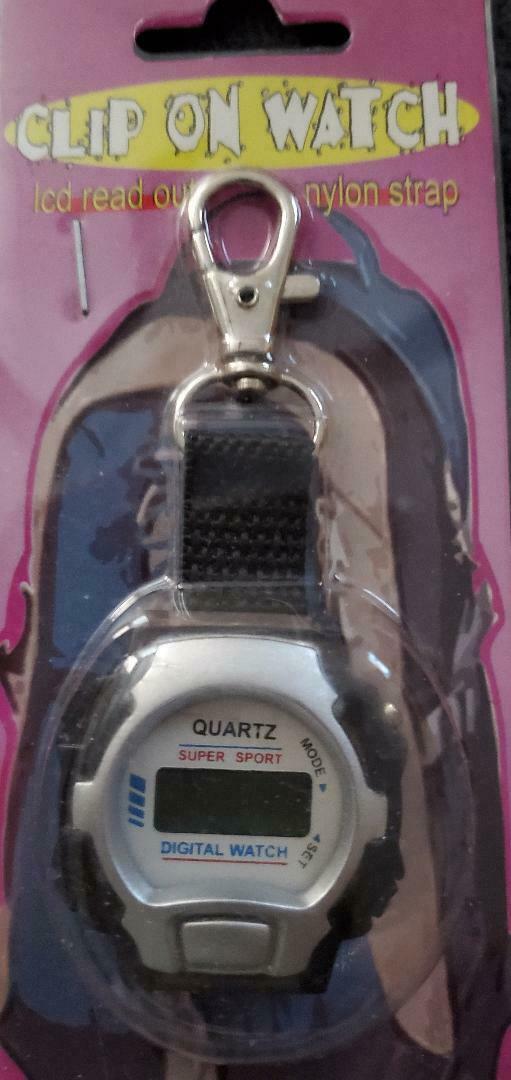 CLIP ON WATCH
lcd read out nylon strap
QUARTZ
SUPER SPORT
MODE
SET
DIGITAL WATCH